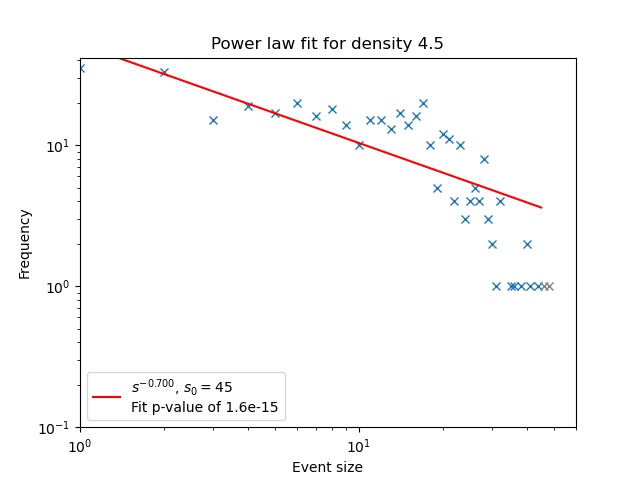 Power law fit for density 4.5
Frequency
10¹
10⁰
10⁻¹
s⁻⁰·⁷⁰⁰, s₀ = 45
Fit p-value of 1.6e-15
10⁰
10¹
Event size